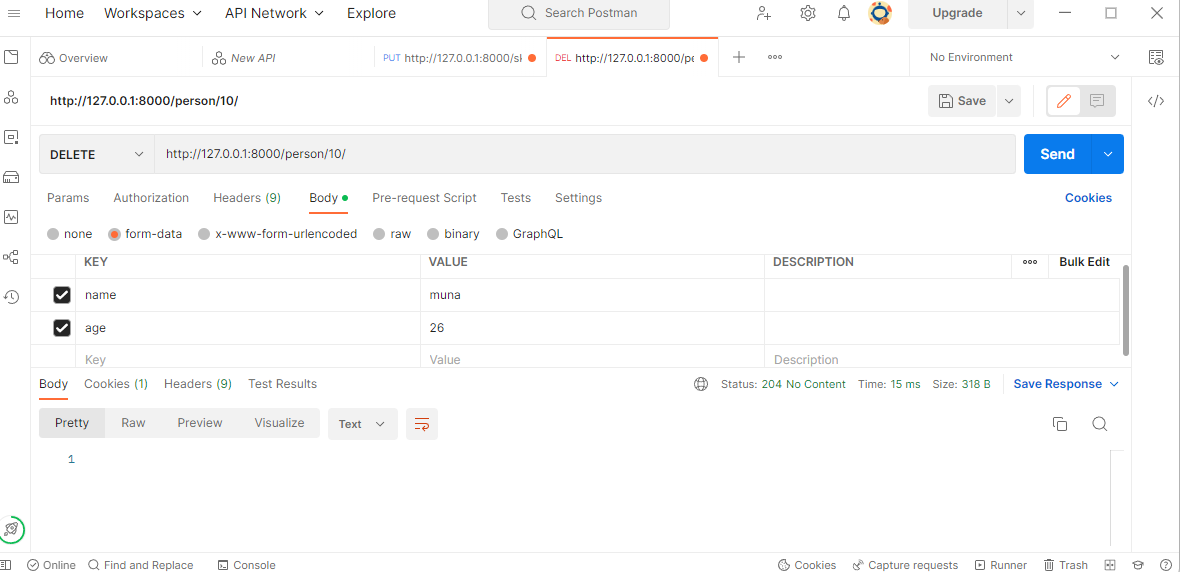 Home Workspaces API Network Explore Search Postman Upgrade
Overview New API PUT http://127.0.0.1:8000/sk DEL http://127.0.0.1:8000/pe No Environment
http://127.0.0.1:8000/person/10/ Save
DELETE http://127.0.0.1:8000/person/10/ Send
Params Authorization Headers (9) Body Pre-request Script Tests Settings Cookies
none form-data x-www-form-urlencoded raw binary GraphQL
KEY VALUE DESCRIPTION Bulk Edit
name muna
age 26
Key Value Description
Body Cookies (1) Headers (9) Test Results Status: 204 No Content Time: 15 ms Size: 318 B Save Response
Pretty Raw Preview Visualize Text
1
Online Find and Replace Console Cookies Capture requests Runner Trash